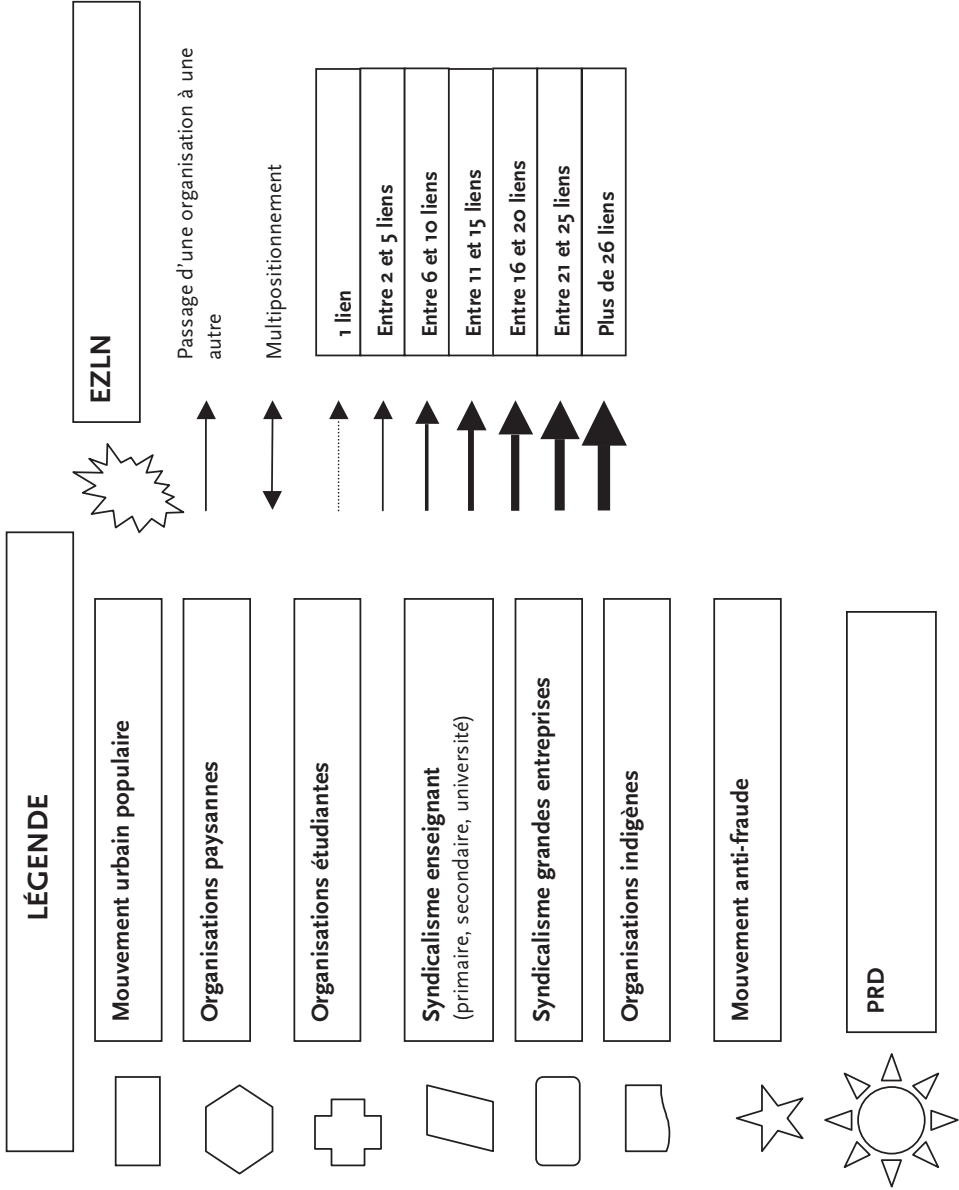 LÉGENDE
Mouvement urbain populaire
Organisations paysannes
Organisations étudiantes
Syndicalisme enseignant
(primaire, secondaire, université)
Syndicalisme grandes entreprises
Organisations indigènes
Mouvement anti-fraude
PRD
EZLN
Passage d'une organisation à une
autre
Multipositionnement
1 lien
Entre 2 et 5 liens
Entre 6 et 10 liens
Entre 11 et 15 liens
Entre 16 et 20 liens
Entre 21 et 25 liens
Plus de 26 liens